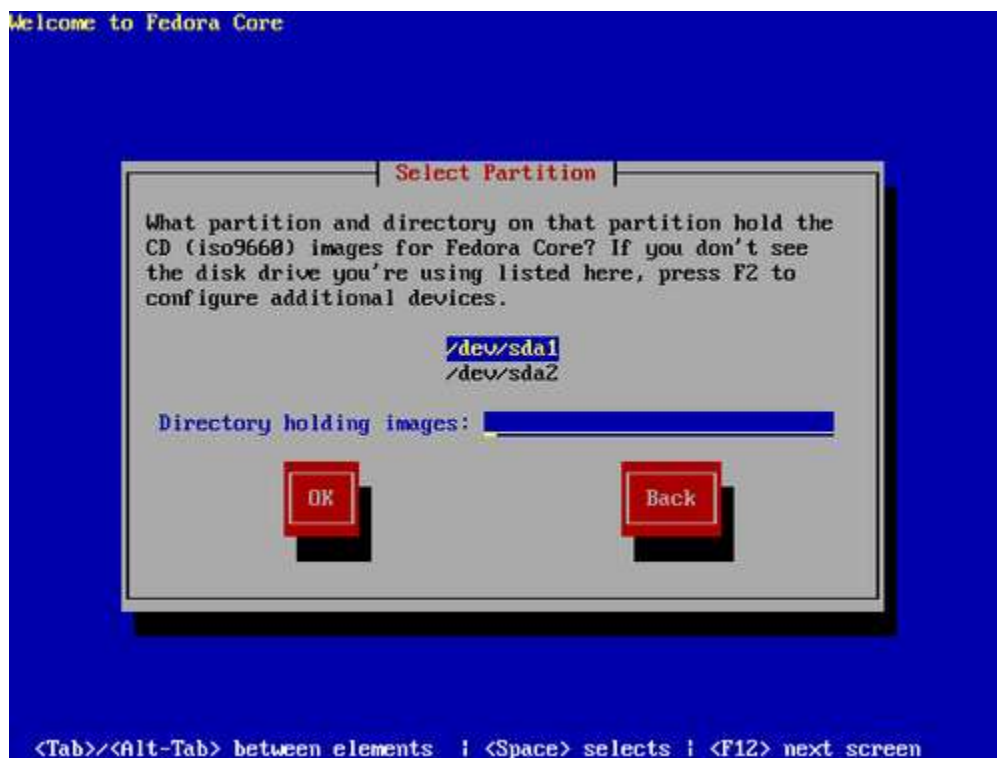 Welcome to Fedora Core
Select Partition
What partition and directory on that partition hold the
CD (iso9660) images for Fedora Core? If you don't see
the disk drive you're using listed here, press F2 to
configure additional devices.
/dev/sda1
/dev/sda2
Directory holding images:
OK Back
<Tab>/<Alt-Tab> between elements | <Space> selects | <F12> next screen